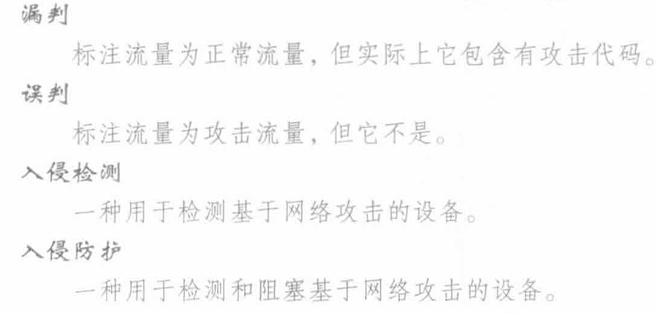 漏判
标注流量为正常流量，但实际上它包含有攻击代码。
误判
标注流量为攻击流量，但它不是。
入侵检测
一种用于检测基于网络攻击的设备。
入侵防护
一种用于检测和阻塞基于网络攻击的设备。